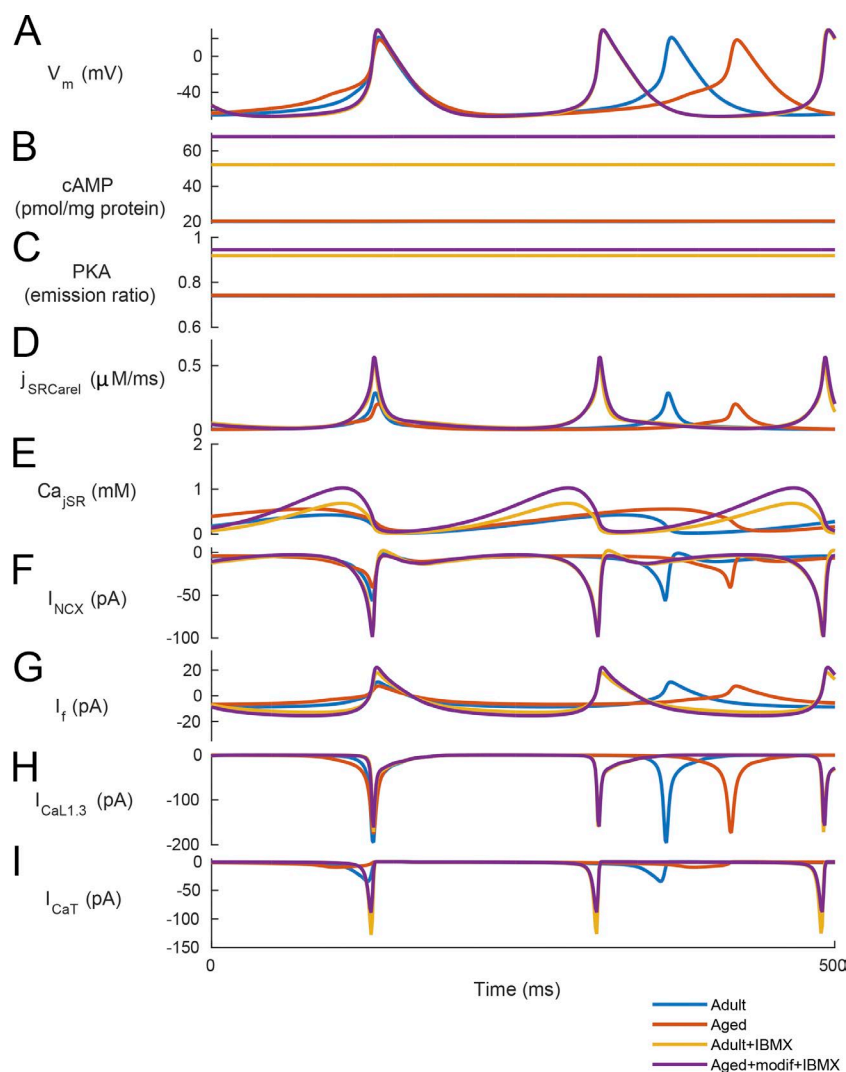 A
V_m (mV)
0
-40
B
cAMP
(pmol/mg protein)
60
40
20
C
PKA
(emission ratio)
1
0.8
0.6
D
j_SRCarel (μM/ms)
0.5
0
E
Ca_jSR (mM)
2
1
0
F
I_NCX (pA)
0
-50
-100
G
I_f (pA)
20
0
-20
H
I_CaL1.3 (pA)
0
-100
-200
I
I_CaT (pA)
0
-50
-100
-150
0
500
Time (ms)
Adult
Aged
Adult+IBMX
Aged+modif+IBMX